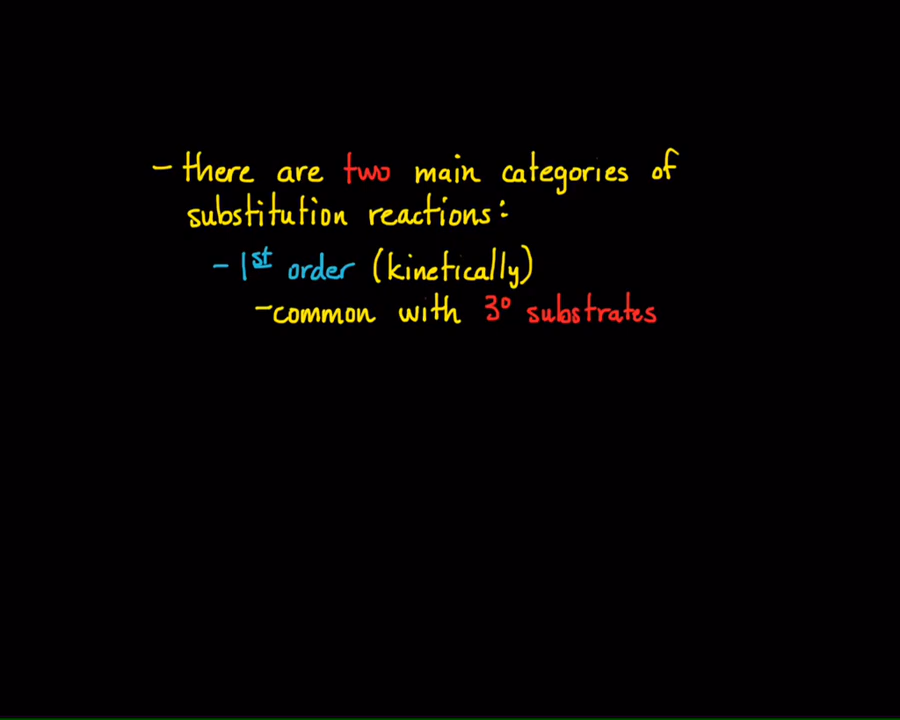 - there are two main categories of
substitution reactions:
- 1st order (kinetically)
- common with 3° substrates